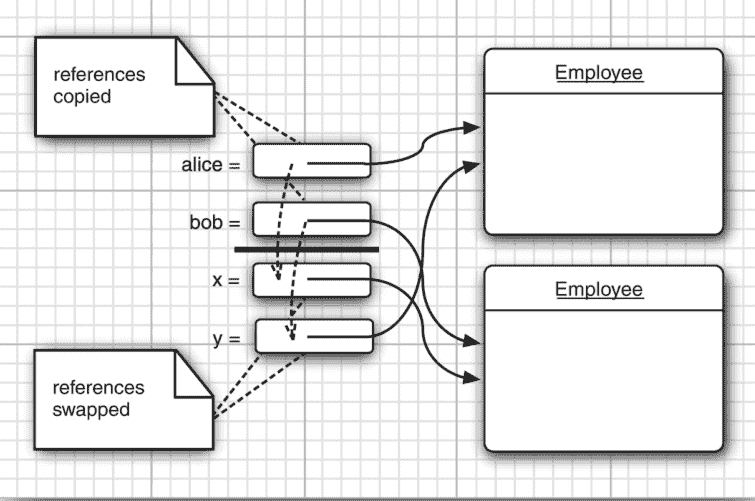 references
copied
Employee
alice =
bob =
x =
Employee
y =
references
swapped